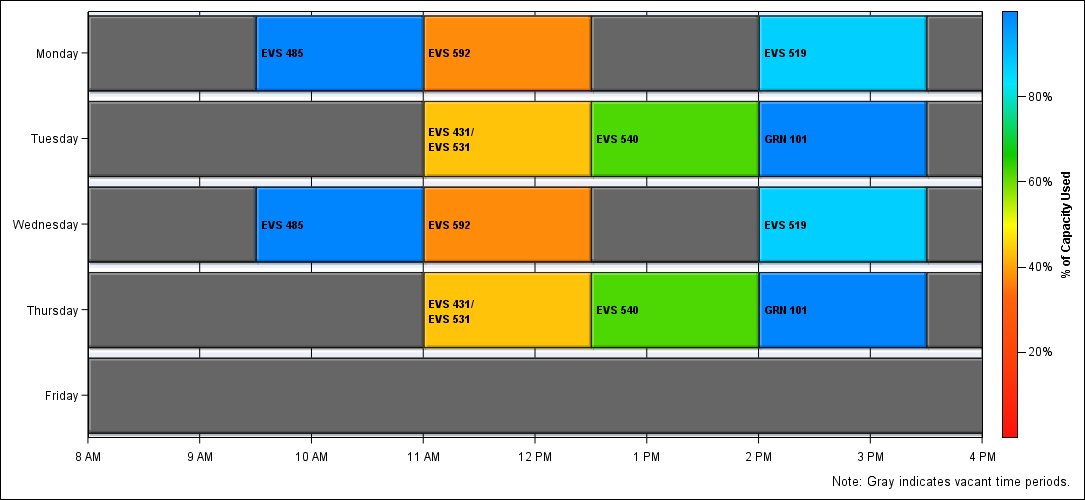 Monday
EVS 485
EVS 592
EVS 519
Tuesday
EVS 431/
EVS 531
EVS 540
GRN 101
Wednesday
EVS 485
EVS 592
EVS 519
Thursday
EVS 431/
EVS 531
EVS 540
GRN 101
Friday
8 AM 9 AM 10 AM 11 AM 12 PM 1 PM 2 PM 3 PM 4 PM
80%
60%
40%
20%
% of Capacity Used
Note: Gray indicates vacant time periods.